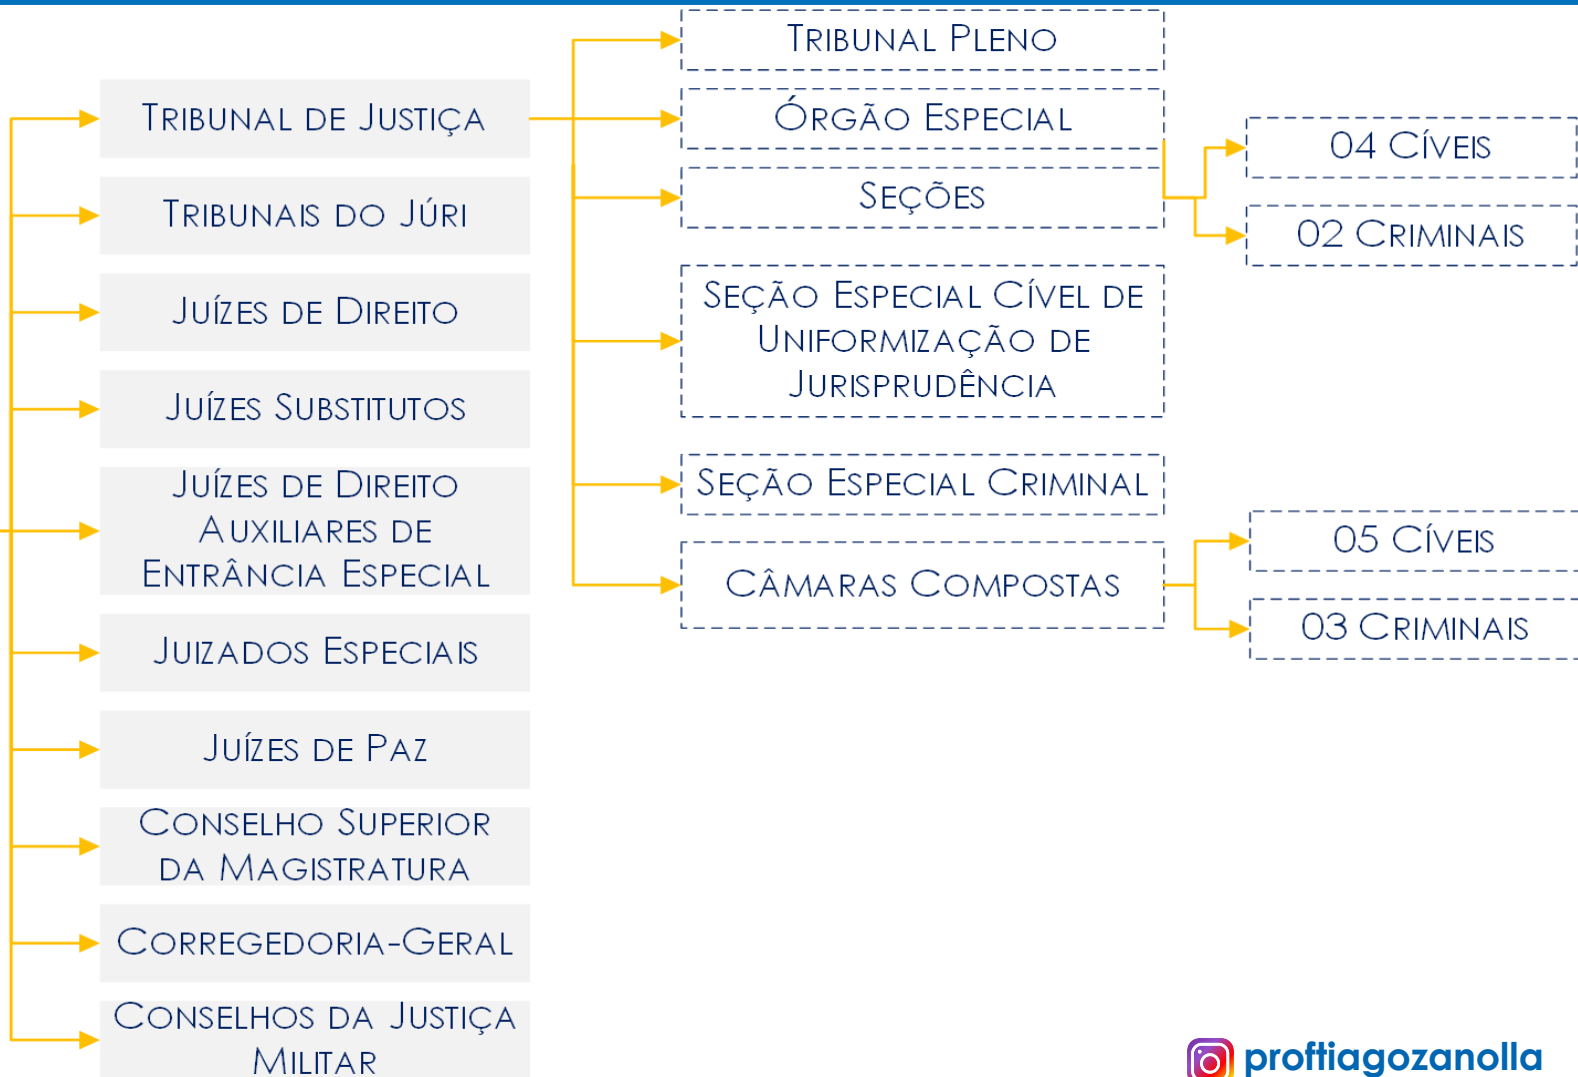 Tribunal de Justiça
Tribunais do Júri
Juízes de Direito
Juízes Substitutos
Juízes de Direito
Auxiliares de
Entrância Especial
Juizados Especiais
Juízes de Paz
Conselho Superior
da Magistratura
Corregedoria-Geral
Conselhos da Justiça
Militar
Tribunal Pleno
Órgão Especial
Seções
04 Cíveis
02 Criminais
Seção Especial Cível de
Uniformização de
Jurisprudência
Seção Especial Criminal
Câmaras Compostas
05 Cíveis
03 Criminais
proftiagozanolla